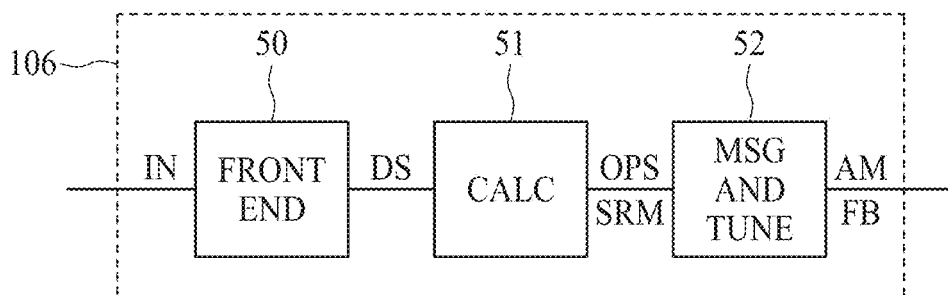 50
51
52
106
IN
FRONT
END
DS
CALC
OPS
SRM
MSG
AND
TUNE
AM
FB